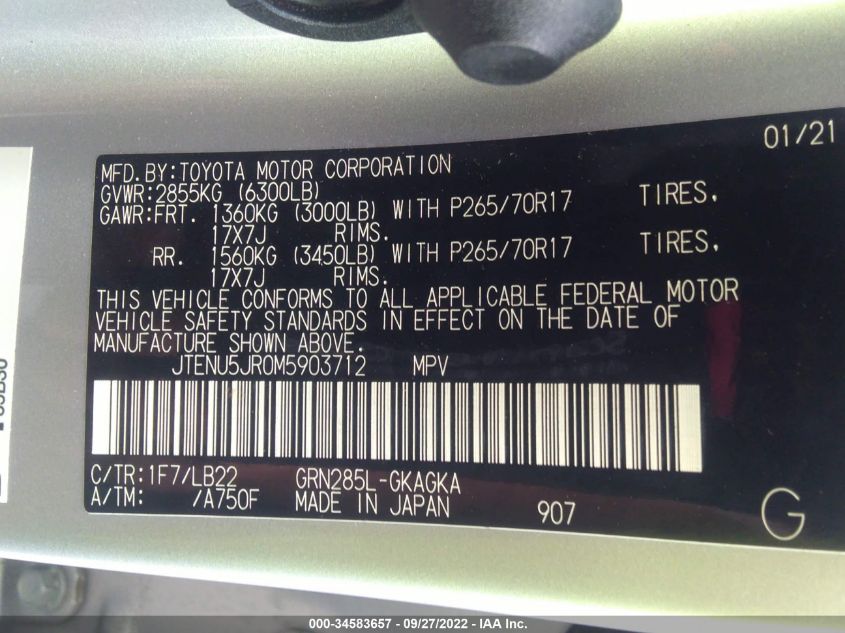 01/21
MFD.BY:TOYOTA MOTOR CORPORATION
GVWR:2855KG (6300LB)
GAWR:FRT. 1360KG (3000LB) WITH P265/70R17 TIRES,
17X7J RIMS.
RR. 1560KG (3450LB) WITH P265/70R17 TIRES,
17X7J RIMS.
THIS VEHICLE CONFORMS TO ALL APPLICABLE FEDERAL MOTOR
VEHICLE SAFETY STANDARDS IN EFFECT ON THE DATE OF
MANUFACTURE SHOWN ABOVE.
JTENU5JR0M5903712 MPV
C/TR:1F7/LB22 GRN285L-GKAGKA
A/TM: /A750F MADE IN JAPAN 907
G
000-34583657 - 09/27/2022 - IAA Inc.